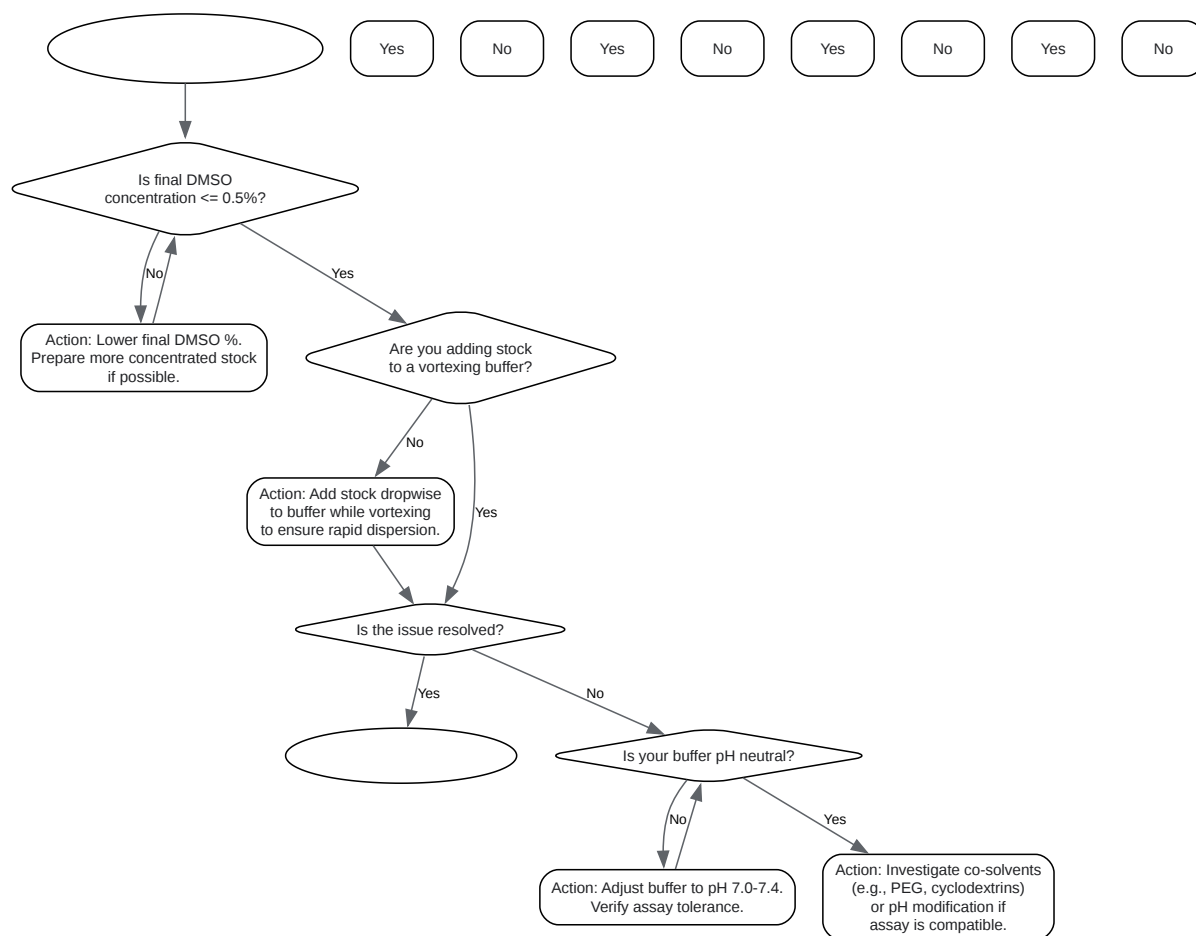 Yes
No
Yes
No
Yes
No
Yes
No
Is final DMSO
concentration <= 0.5%?
No
Yes
Action: Lower final DMSO %.
Prepare more concentrated stock
if possible.
Are you adding stock
to a vortexing buffer?
No
Action: Add stock dropwise
to buffer while vortexing
to ensure rapid dispersion.
Yes
Is the issue resolved?
Yes
No
Is your buffer pH neutral?
No
Yes
Action: Adjust buffer to pH 7.0-7.4.
Verify assay tolerance.
Action: Investigate co-solvents
(e.g., PEG, cyclodextrins)
or pH modification if
assay is compatible.